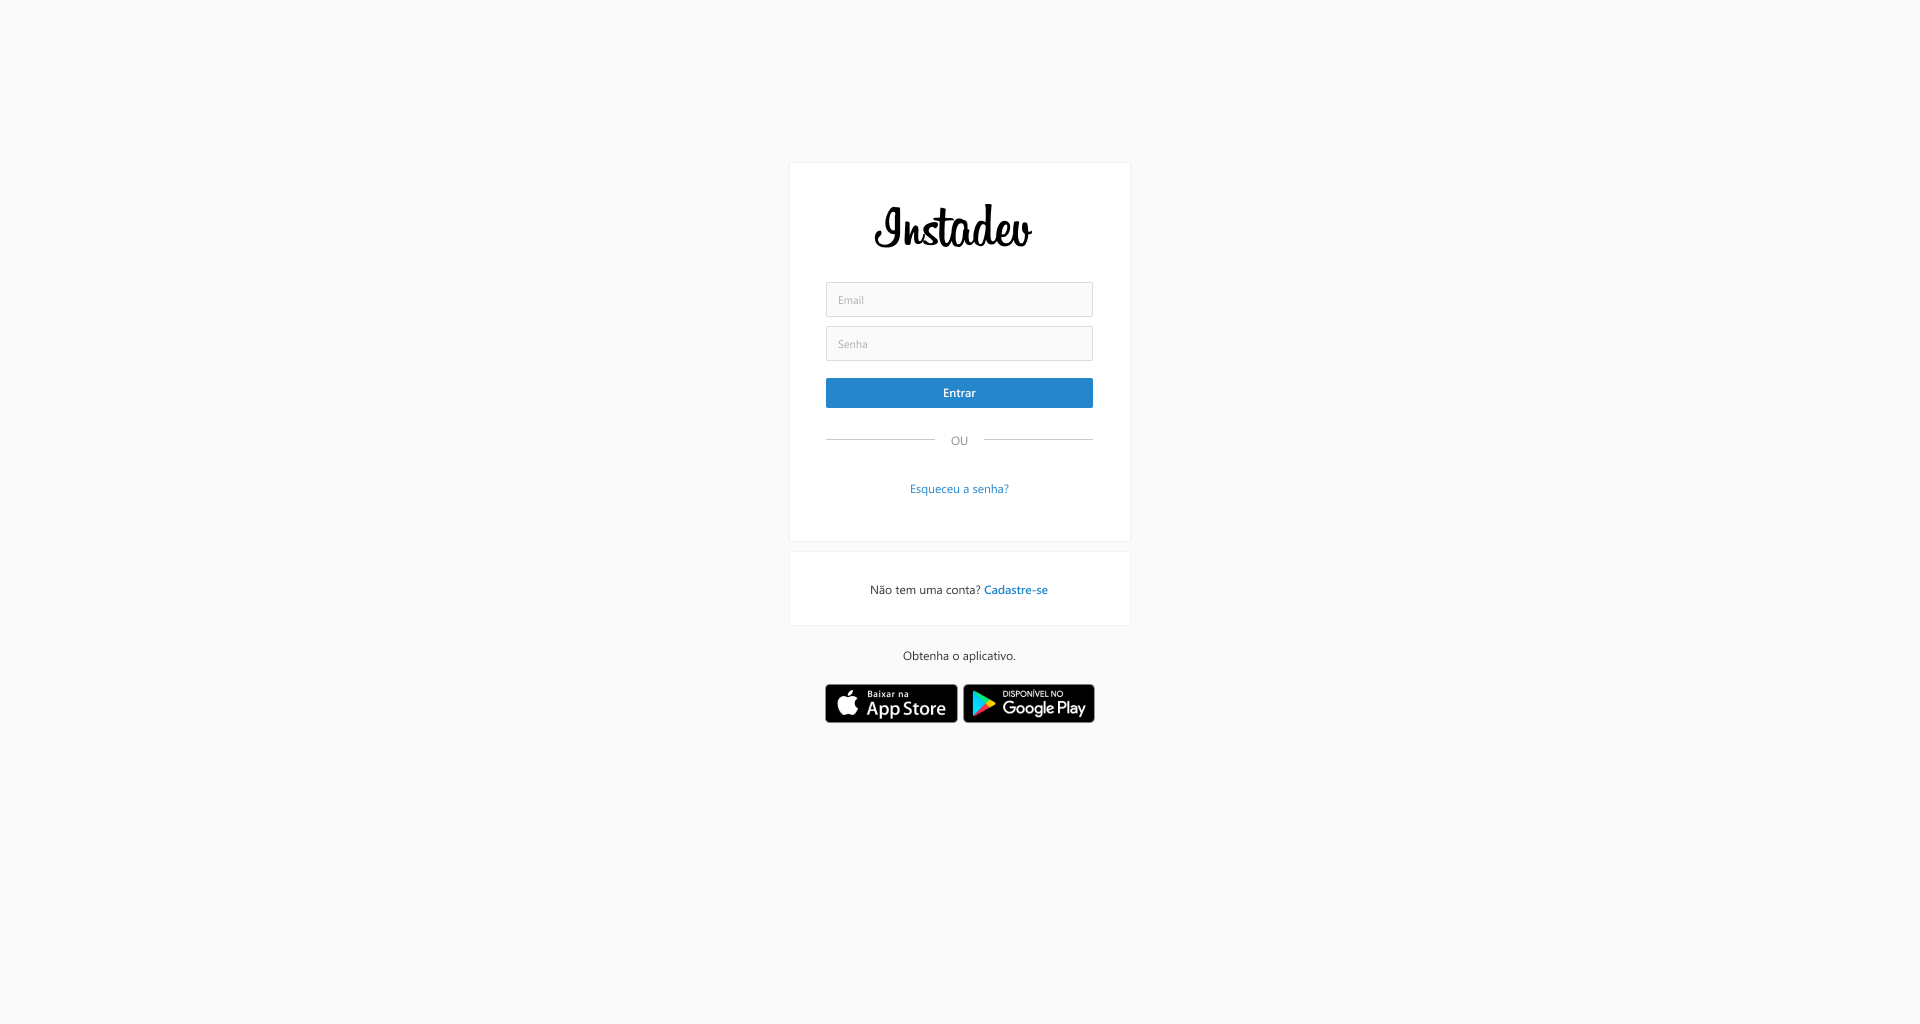 Instadev
Email
Senha
Entrar
OU
Esqueceu a senha?
Não tem uma conta? Cadastre-se
Obtenha o aplicativo.
Baixar na
App Store
DISPONÍVEL NO
Google Play